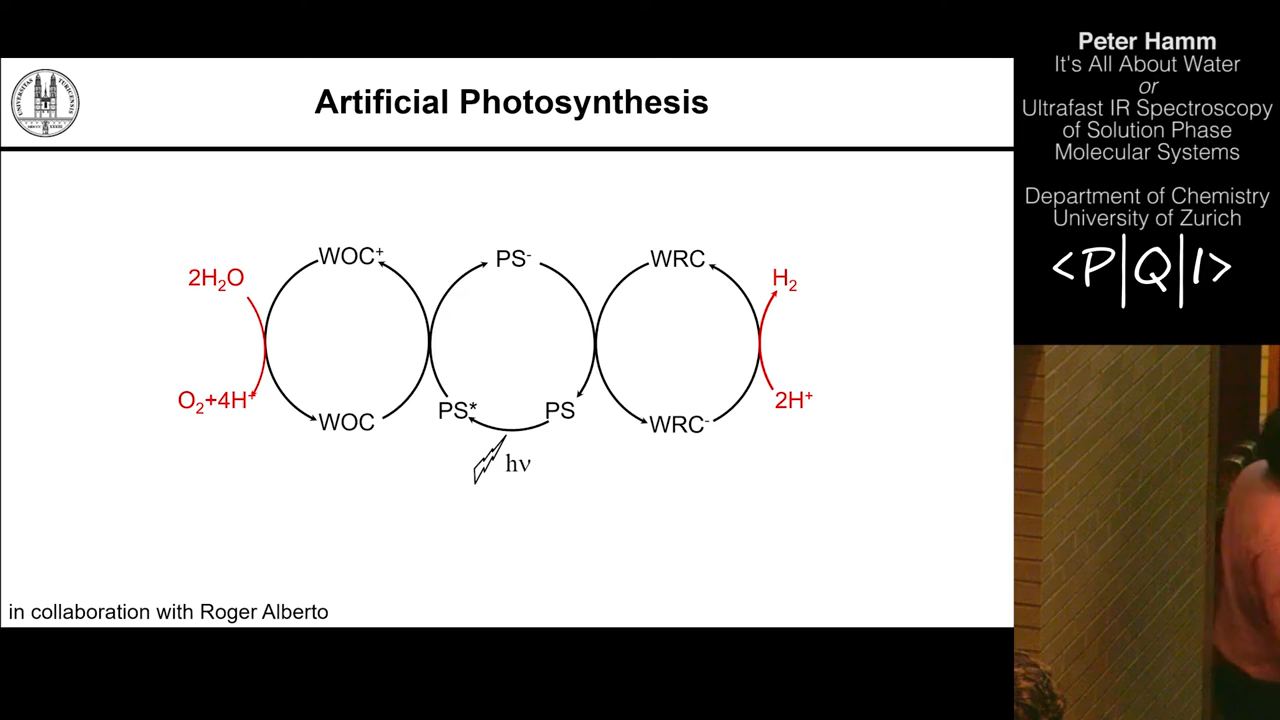 Artificial Photosynthesis
WOC⁺
PS⁻
WRC
2H₂O
H₂
O₂+4H⁺
WOC
PS*
PS
WRC⁻
2H⁺
hν
in collaboration with Roger Alberto
Peter Hamm
It's All About Water
or
Ultrafast IR Spectroscopy
of Solution Phase
Molecular Systems
Department of Chemistry
University of Zurich
<P|Q|1>